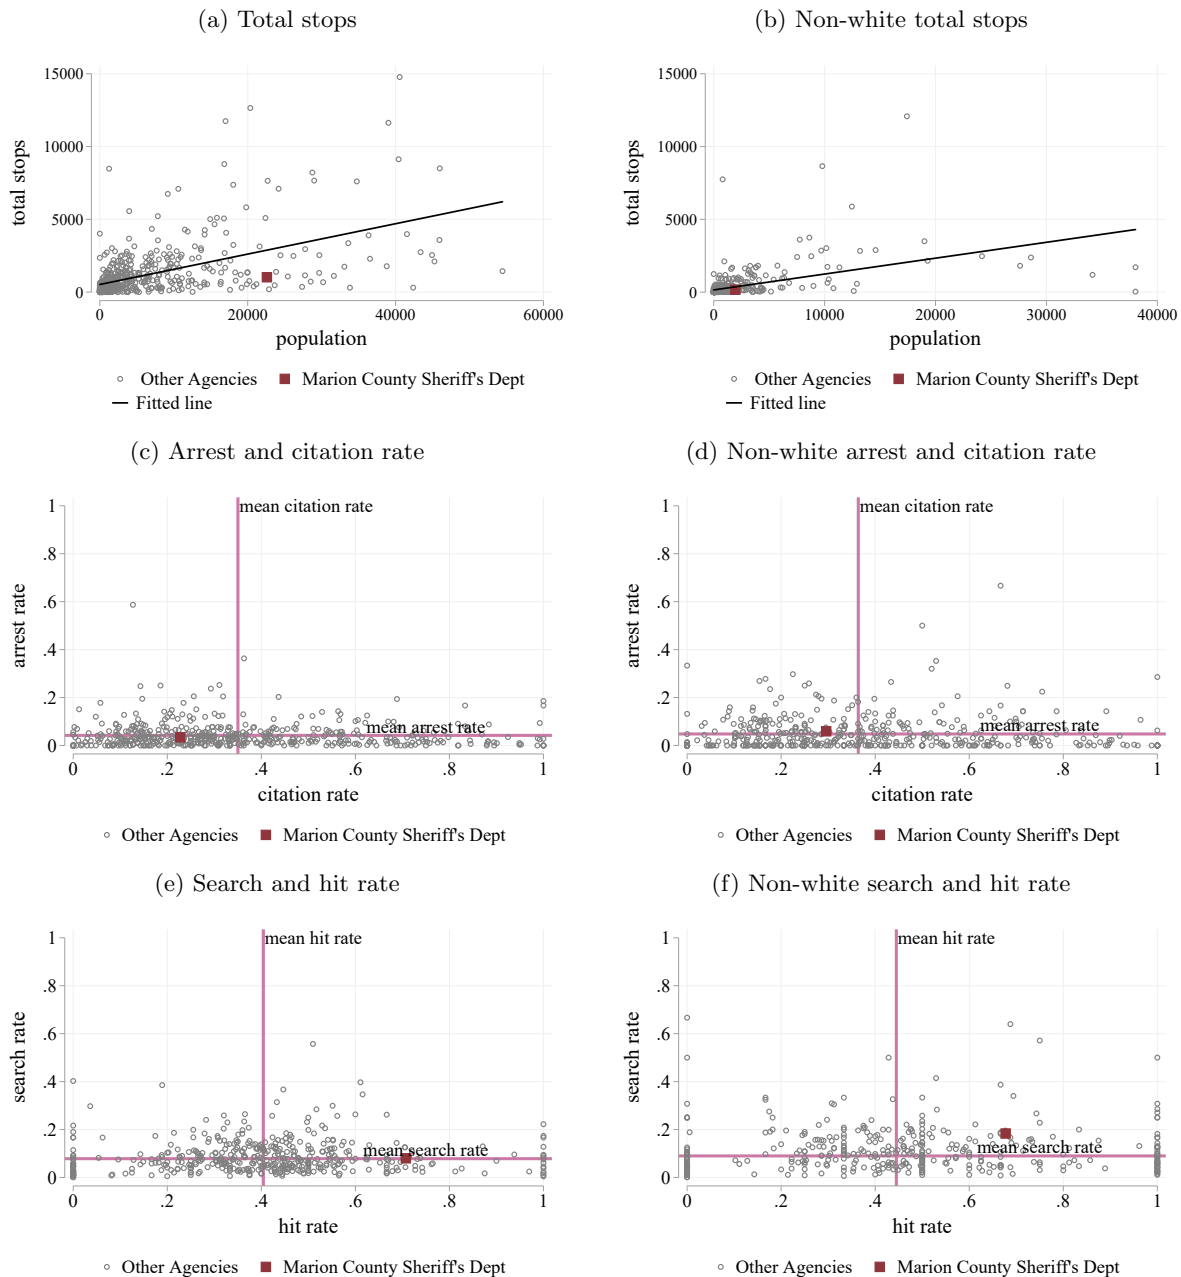 (a) Total stops
15000
10000
5000
0
total stops
0 20000 40000 60000
population
Other Agencies Marion County Sheriff's Dept
Fitted line
(b) Non-white total stops
15000
10000
5000
0
total stops
0 10000 20000 30000 40000
population
Other Agencies Marion County Sheriff's Dept
Fitted line
(c) Arrest and citation rate
mean citation rate
1
.8
.6
.4
.2
0
arrest rate
mean arrest rate
0 .2 .4 .6 .8 1
citation rate
Other Agencies Marion County Sheriff's Dept
(d) Non-white arrest and citation rate
mean citation rate
1
.8
.6
.4
.2
0
arrest rate
mean arrest rate
0 .2 .4 .6 .8 1
citation rate
Other Agencies Marion County Sheriff's Dept
(e) Search and hit rate
mean hit rate
1
.8
.6
.4
.2
0
search rate
mean search rate
0 .2 .4 .6 .8 1
hit rate
Other Agencies Marion County Sheriff's Dept
(f) Non-white search and hit rate
mean hit rate
1
.8
.6
.4
.2
0
search rate
mean search rate
0 .2 .4 .6 .8 1
hit rate
Other Agencies Marion County Sheriff's Dept